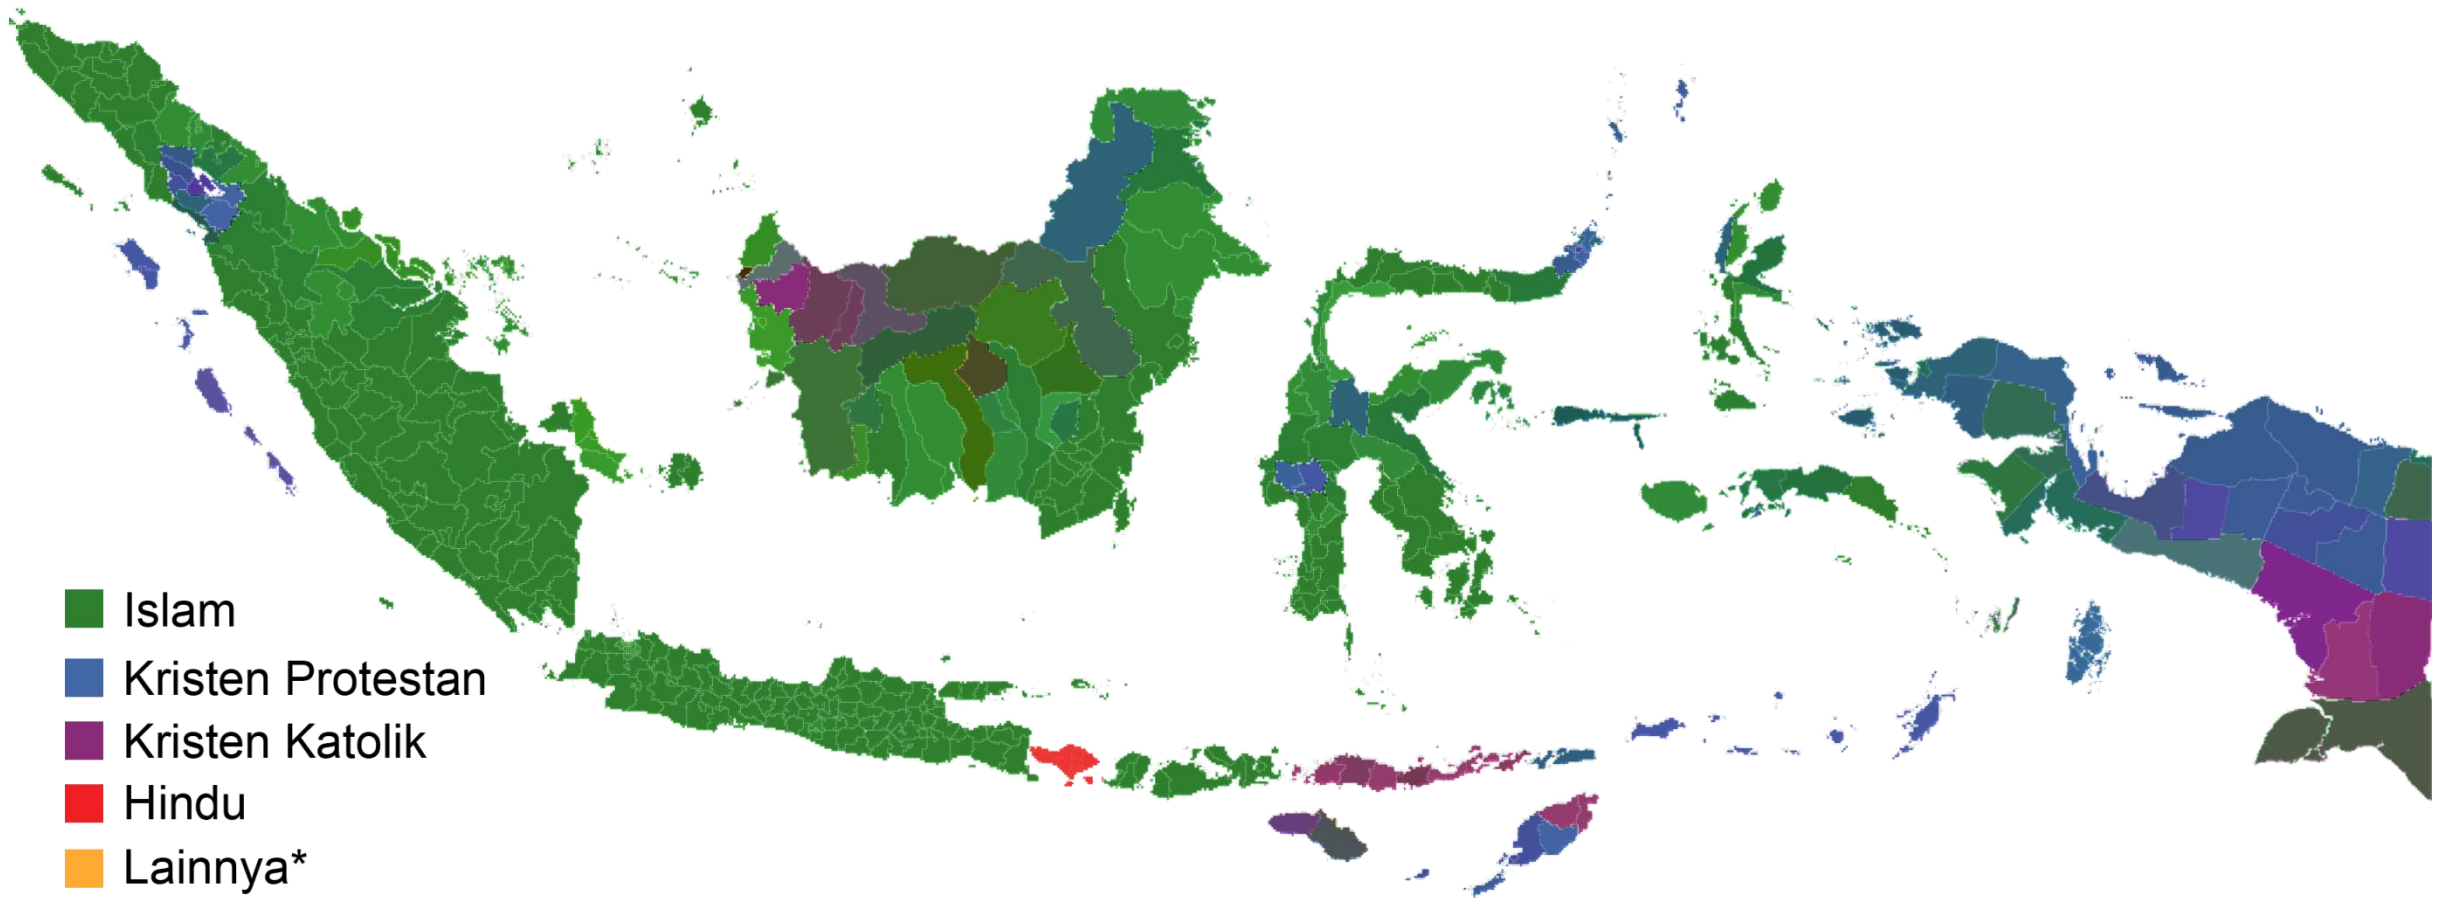 Islam
Kristen Protestan
Kristen Katolik
Hindu
Lainnya*